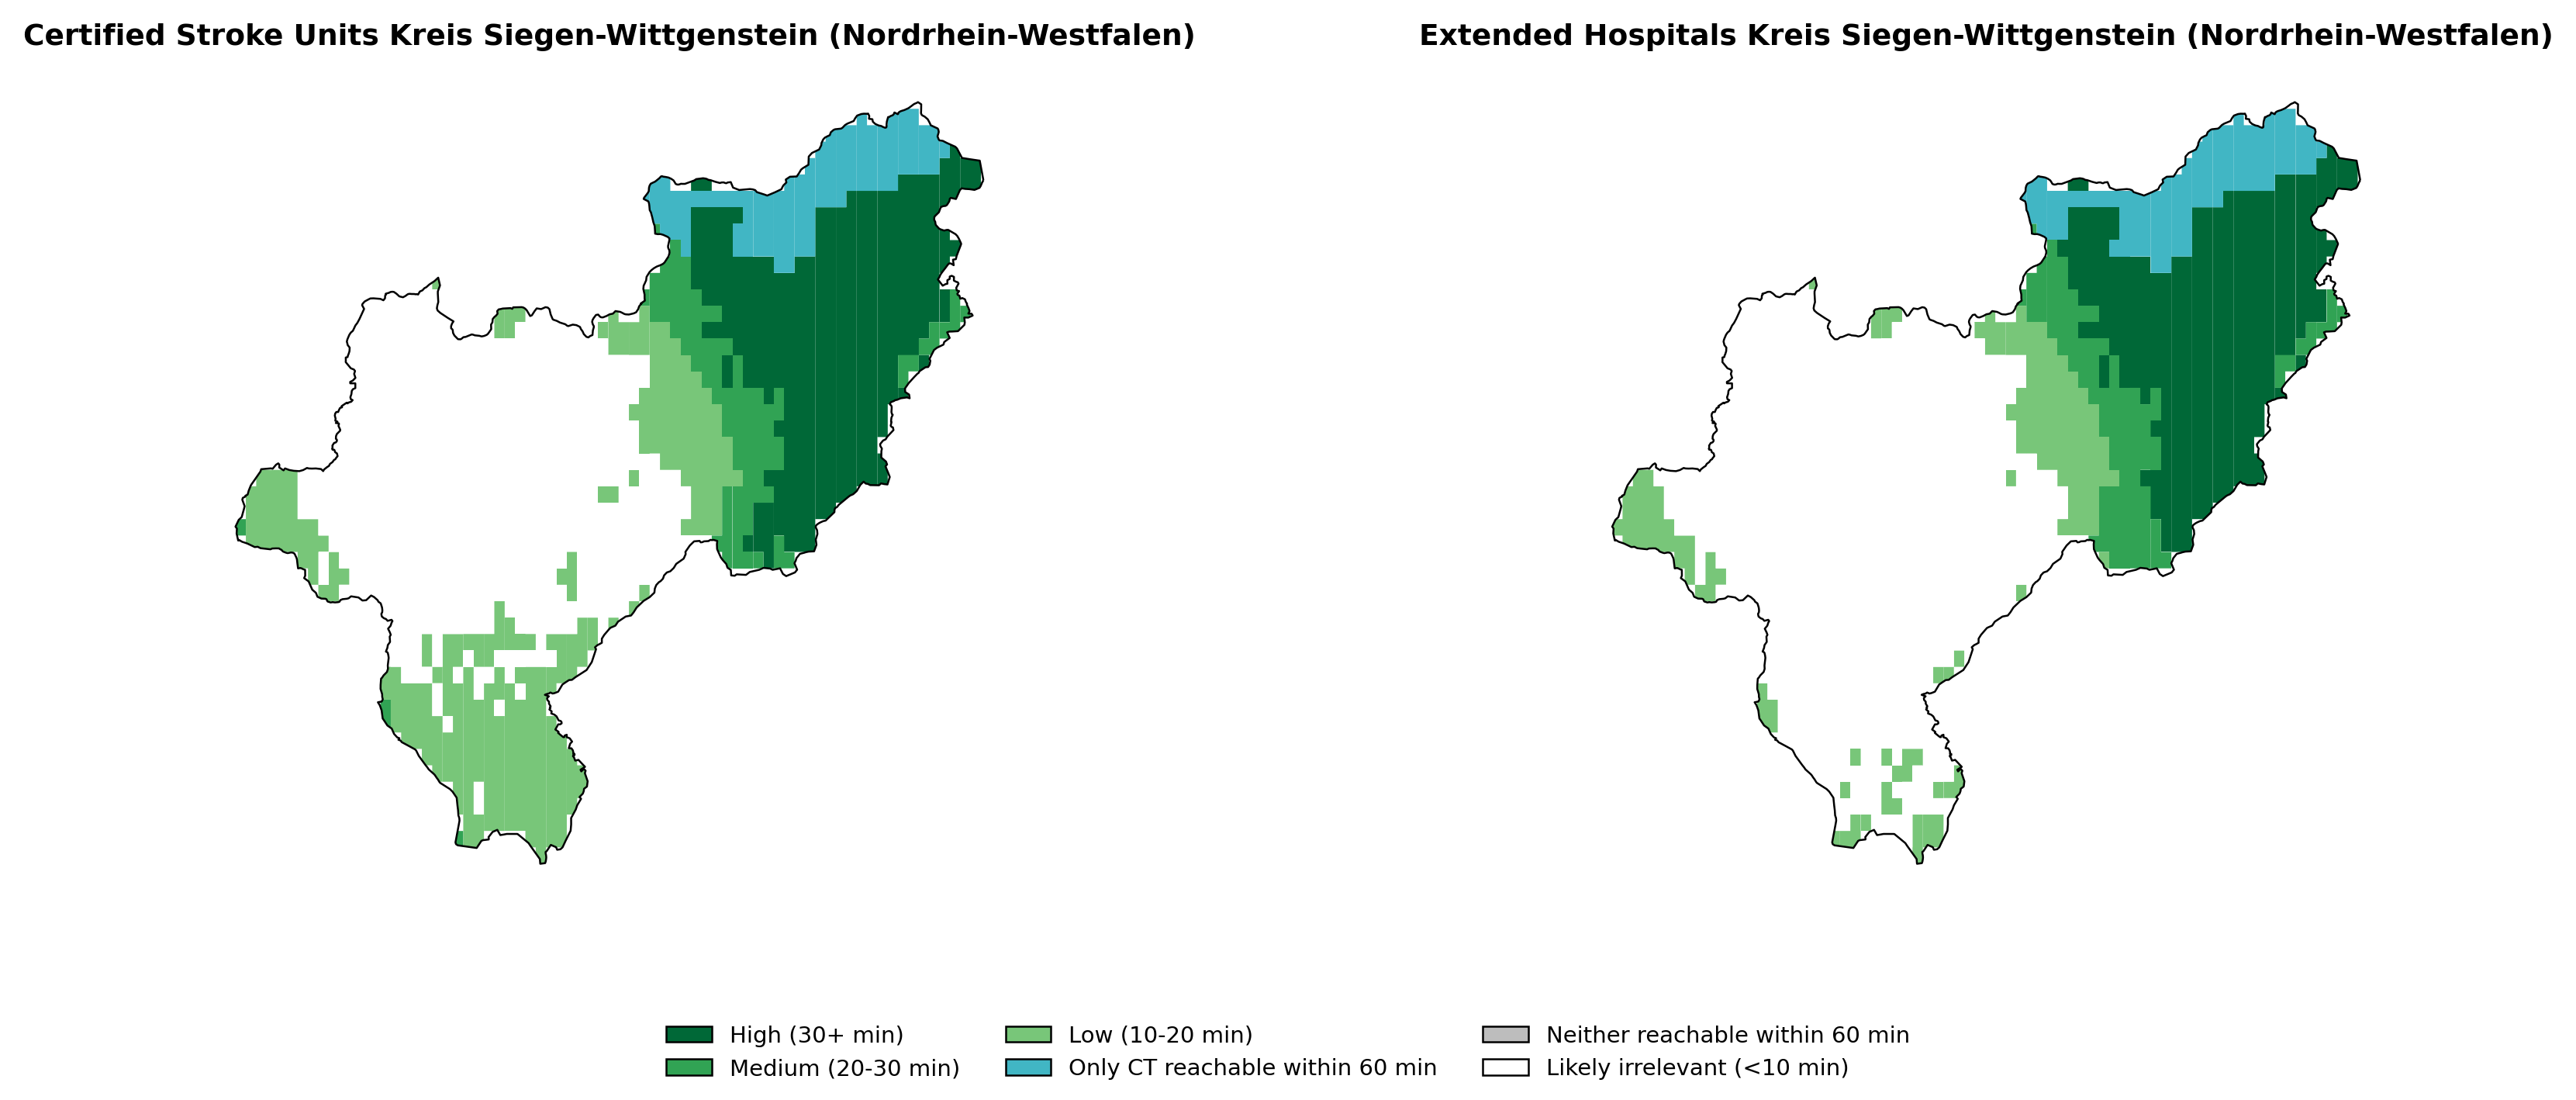 Certified Stroke Units Kreis Siegen-Wittgenstein (Nordrhein-Westfalen)
Extended Hospitals Kreis Siegen-Wittgenstein (Nordrhein-Westfalen)
High (30+ min)
Medium (20-30 min)
Low (10-20 min)
Only CT reachable within 60 min
Neither reachable within 60 min
Likely irrelevant (<10 min)